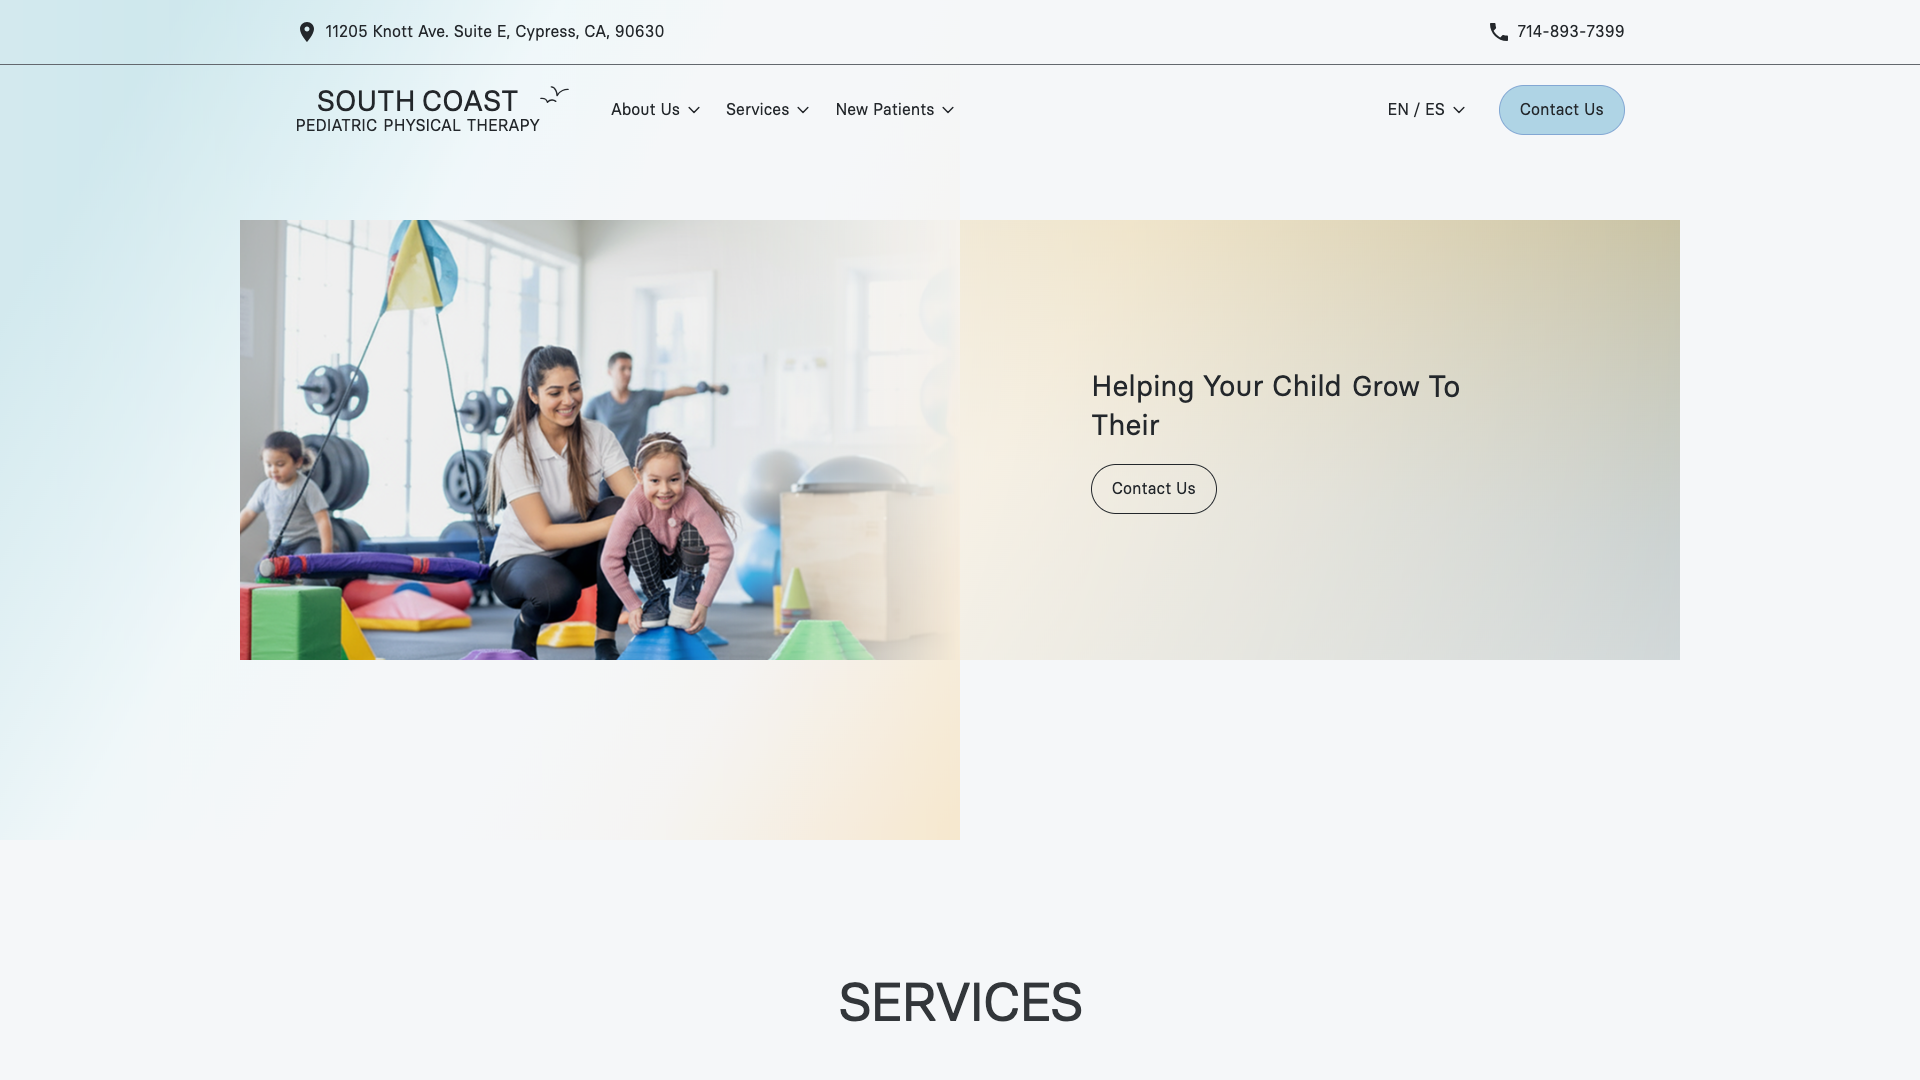 11205 Knott Ave. Suite E, Cypress, CA, 90630
714-893-7399
SOUTH COAST
PEDIATRIC PHYSICAL THERAPY
About Us
Services
New Patients
EN / ES
Contact Us
Helping Your Child Grow To
Their
Contact Us
SERVICES